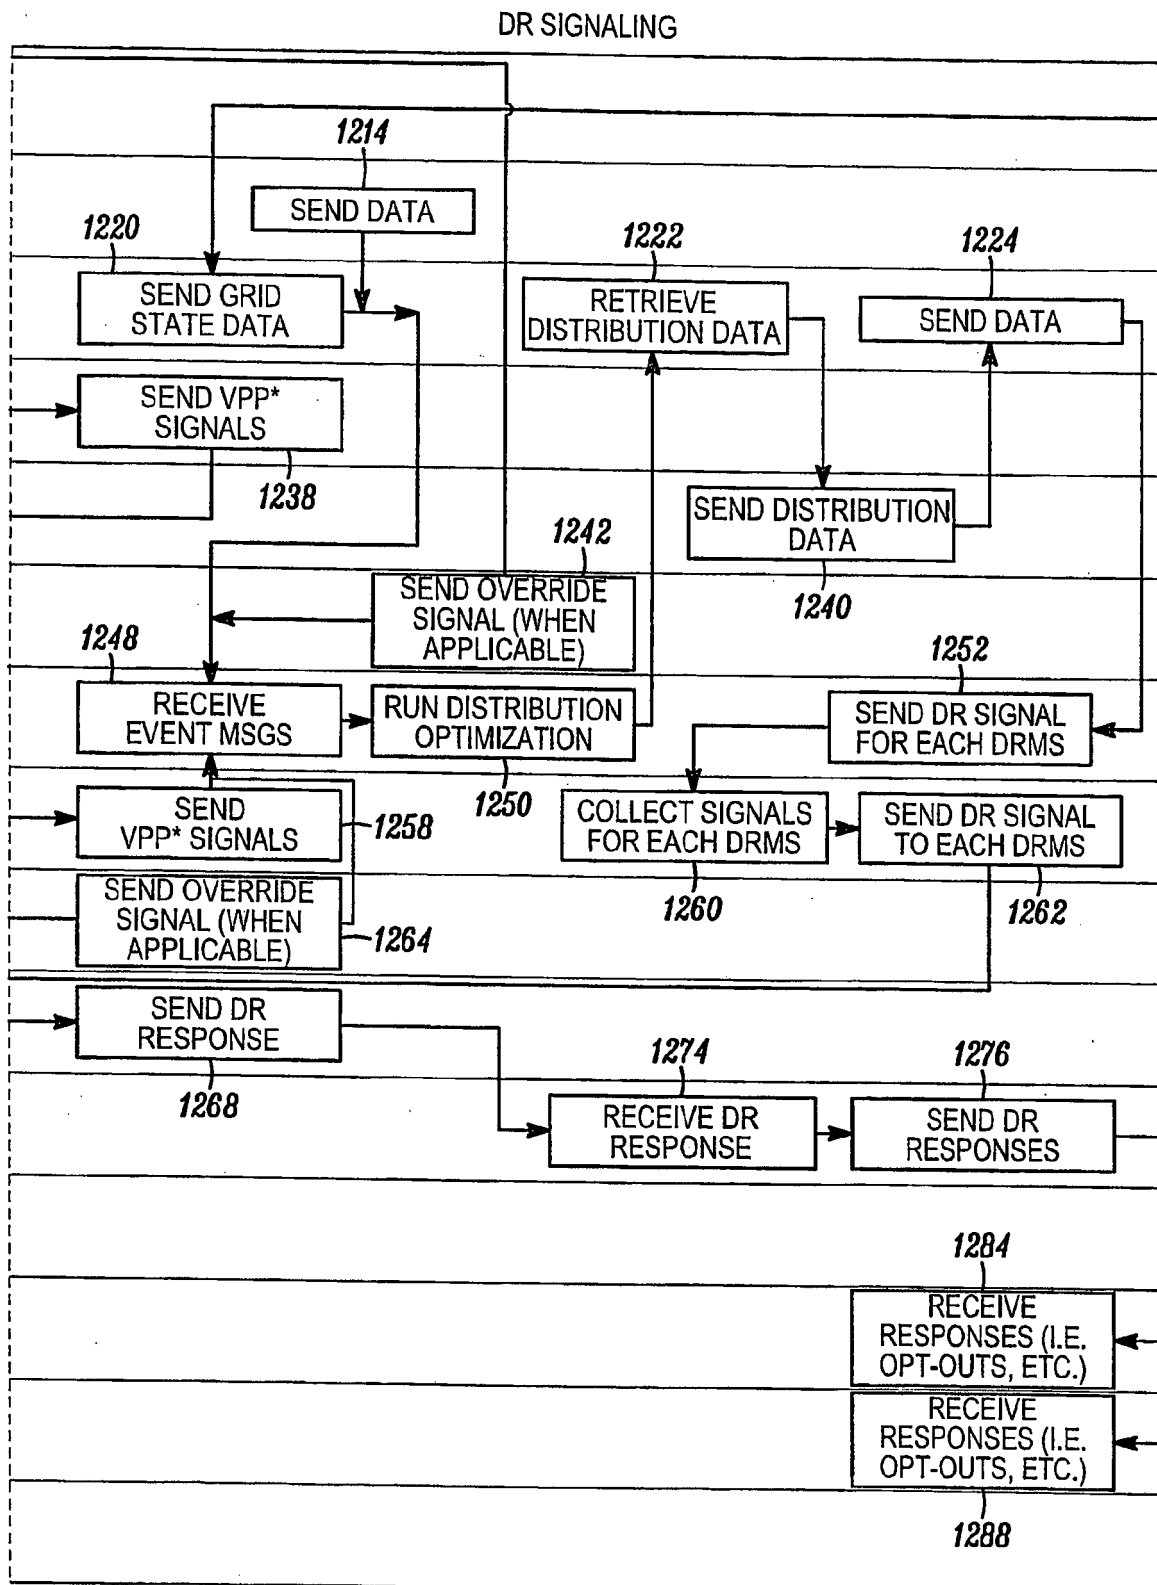 DR SIGNALING
1214
SEND DATA
1220
SEND GRID
STATE DATA
1222
RETRIEVE
DISTRIBUTION DATA
1224
SEND DATA
SEND VPP*
SIGNALS
1238
SEND DISTRIBUTION
DATA
1240
1242
SEND OVERRIDE
SIGNAL (WHEN
APPLICABLE)
1248
RECEIVE
EVENT MSGS
RUN DISTRIBUTION
OPTIMIZATION
1250
1252
SEND DR SIGNAL
FOR EACH DRMS
SEND
VPP* SIGNALS
1258
COLLECT SIGNALS
FOR EACH DRMS
1260
SEND DR SIGNAL
TO EACH DRMS
1262
SEND OVERRIDE
SIGNAL (WHEN
APPLICABLE)
1264
SEND DR
RESPONSE
1268
1274
RECEIVE DR
RESPONSE
1276
SEND DR
RESPONSES
1284
RECEIVE
RESPONSES (I.E.
OPT-OUTS, ETC.)
RECEIVE
RESPONSES (I.E.
OPT-OUTS, ETC.)
1288